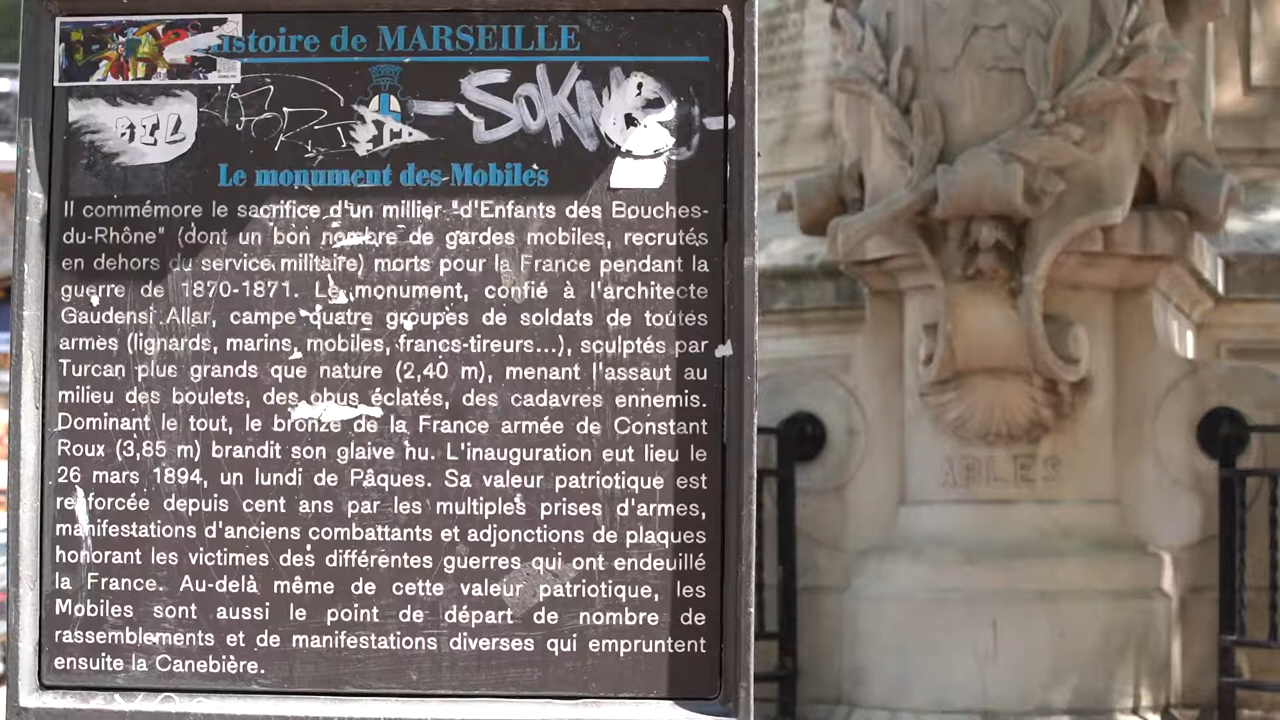 istoire de MARSEILLE
BIL
SOKN
Le monument des Mobiles
Il commémore le sacrifice d'un millier "d'Enfants des Bouches-
du-Rhône" (dont un bon nombre de gardes mobiles, recrutés
en dehors du service militaire) morts pour la France pendant la
guerre de 1870-1871. Le monument, confié à l'architecte
Gaudensi Allar, campe quatre groupes de soldats de toutes
armes (lignards, marins, mobiles, francs-tireurs...), sculptés par
Turcan plus grands que nature (2,40 m), menant l'assaut au
milieu des boulets, des obus éclatés, des cadavres ennemis.
Dominant le tout, le bronze de la France armée de Constant
Roux (3,85 m) brandit son glaive nu. L'inauguration eut lieu le
26 mars 1894, un lundi de Pâques. Sa valeur patriotique est
renforcée depuis cent ans par les multiples prises d'armes,
manifestations d'anciens combattants et adjonctions de plaques
honorant les victimes des différentes guerres qui ont endeuillé
la France. Au-delà même de cette valeur patriotique, les
Mobiles sont aussi le point de départ de nombre de
rassemblements et de manifestations diverses qui empruntent
ensuite la Canebière.
ARLES